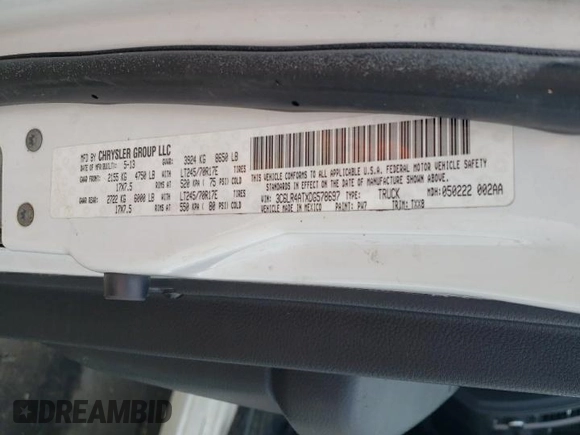 MFD BY CHRYSLER GROUP LLC
DATE OF MFR/BUILT: 5-13 GVWR: 3924 KG 8650 LB
GAWR FRONT: 2155 KG 4750 LB LT245/70R17E TIRES
17X7.5 RIMS AT 520 KPA ( 75 PSI) COLD
GAWR REAR: 2722 KG 6000 LB LT245/70R17E TIRES
17X7.5 RIMS AT 550 KPA ( 80 PSI) COLD
THIS VEHICLE CONFORMS TO ALL APPLICABLE U.S.A. FEDERAL MOTOR VEHICLE SAFETY
STANDARDS IN EFFECT ON THE DATE OF MANUFACTURE SHOWN ABOVE.
VIN: 3C6LR4ATXDG578697 TYPE: TRUCK MDH: 050222 002AA
VEHICLE MADE IN MEXICO PAINT: PW7 TRIM: TXX8
DREAMBID